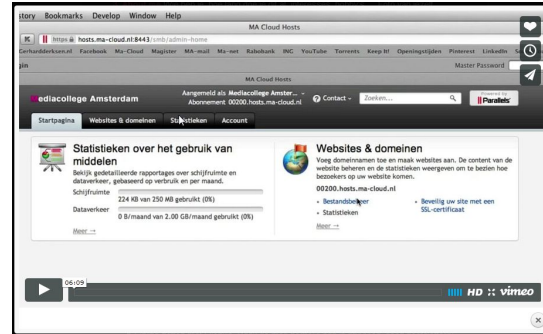 story Bookmarks Develop Window Help
MA Cloud Hosts
https hosts.ma-cloud.nl:8443/smb/admin-home
Gerhardderksen.nl Facebook Ma-Cloud Magister MA-mail Ma-net Rabobank ING YouTube Torrents Keep It! Openingstijden Pinterest LinkedIn
gin Master Password
MA Cloud Hosts
ediacollege Amsterdam
Aangemeld als Mediacollege Amster...
Abonnement 00200.hosts.ma-cloud.nl
Contact
Zoeken...
Powered by
Parallels
Startpagina Websites & domeinen Statistieken Account
Statistieken over het gebruik van middelen
Bekijk gedetailleerde rapportages over schijfruimte en
dataverkeer, gebaseerd op verbruik en per maand.
Schijfruimte
224 KB van 250 MB gebruikt (0%)
Dataverkeer
0 B/maand van 2.00 GB/maand gebruikt (0%)
Meer →
Websites & domeinen
Voeg domeinnamen toe en maak websites aan. De content van de
website beheren en de statistieken weergeven om te bezien hoe
bezoekers op uw website komen.
00200.hosts.ma-cloud.nl
• Bestandsbeheer
• Statistieken
• Beveilig uw site met een
SSL-certificaat
Meer →
06:09
HD vimeo